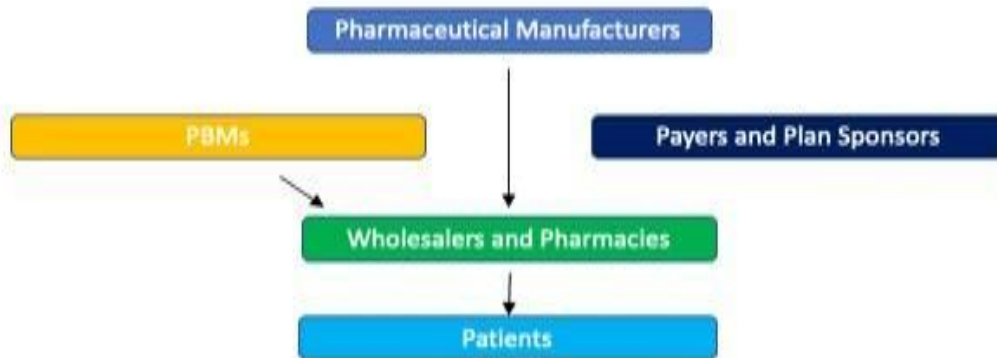 Pharmaceutical Manufacturers
PBMs
Payers and Plan Sponsors
Wholesalers and Pharmacies
Patients